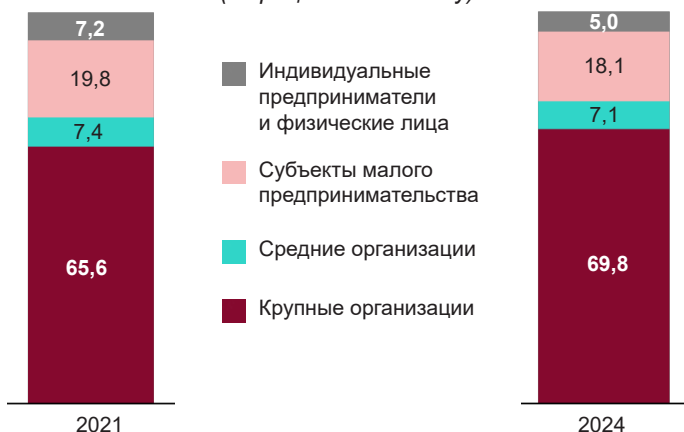 7,2
19,8
7,4
65,6
2021
Индивидуальные
предприниматели
и физические лица
Субъекты малого
предпринимательства
Средние организации
Крупные организации
5,0
18,1
7,1
69,8
2024